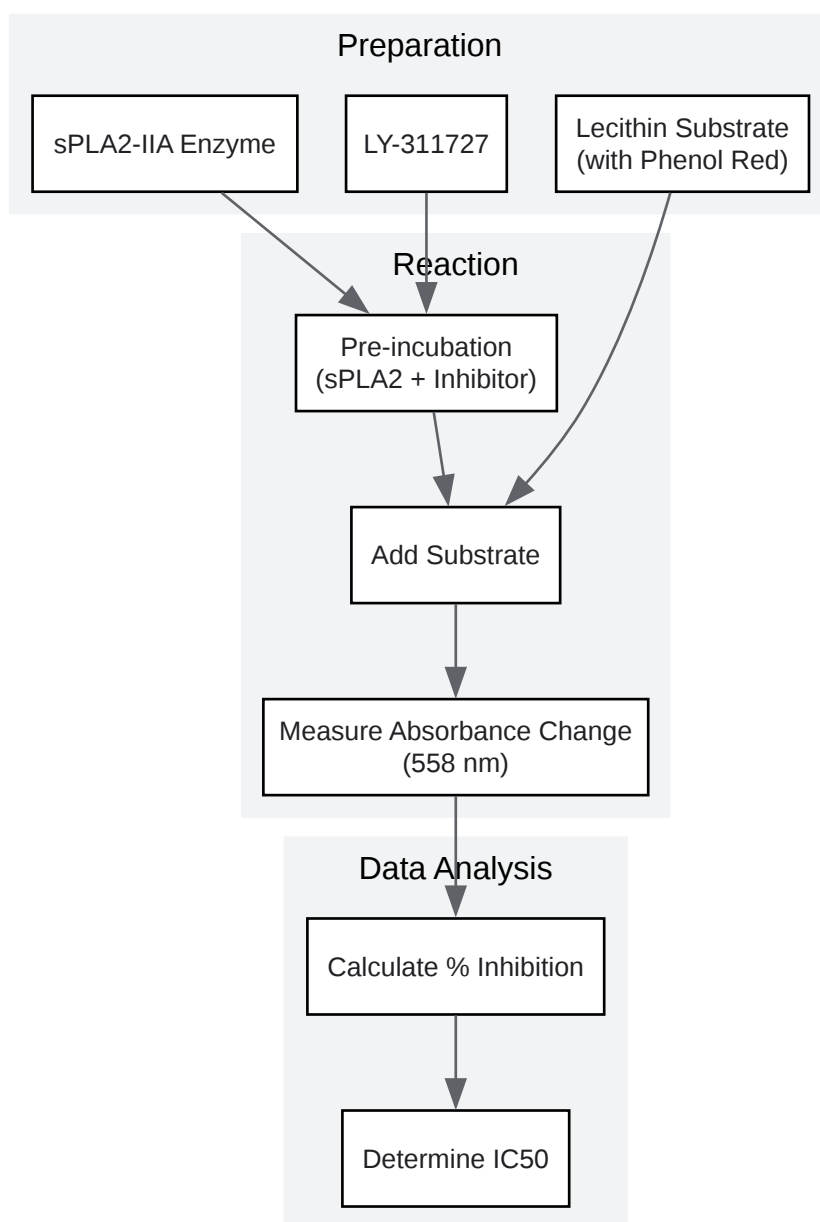 Preparation
sPLA2-IIA Enzyme
LY-311727
Lecithin Substrate
(with Phenol Red)
Reaction
Pre-incubation
(sPLA2 + Inhibitor)
Add Substrate
Measure Absorbance Change
(558 nm)
Data Analysis
Calculate % Inhibition
Determine IC50